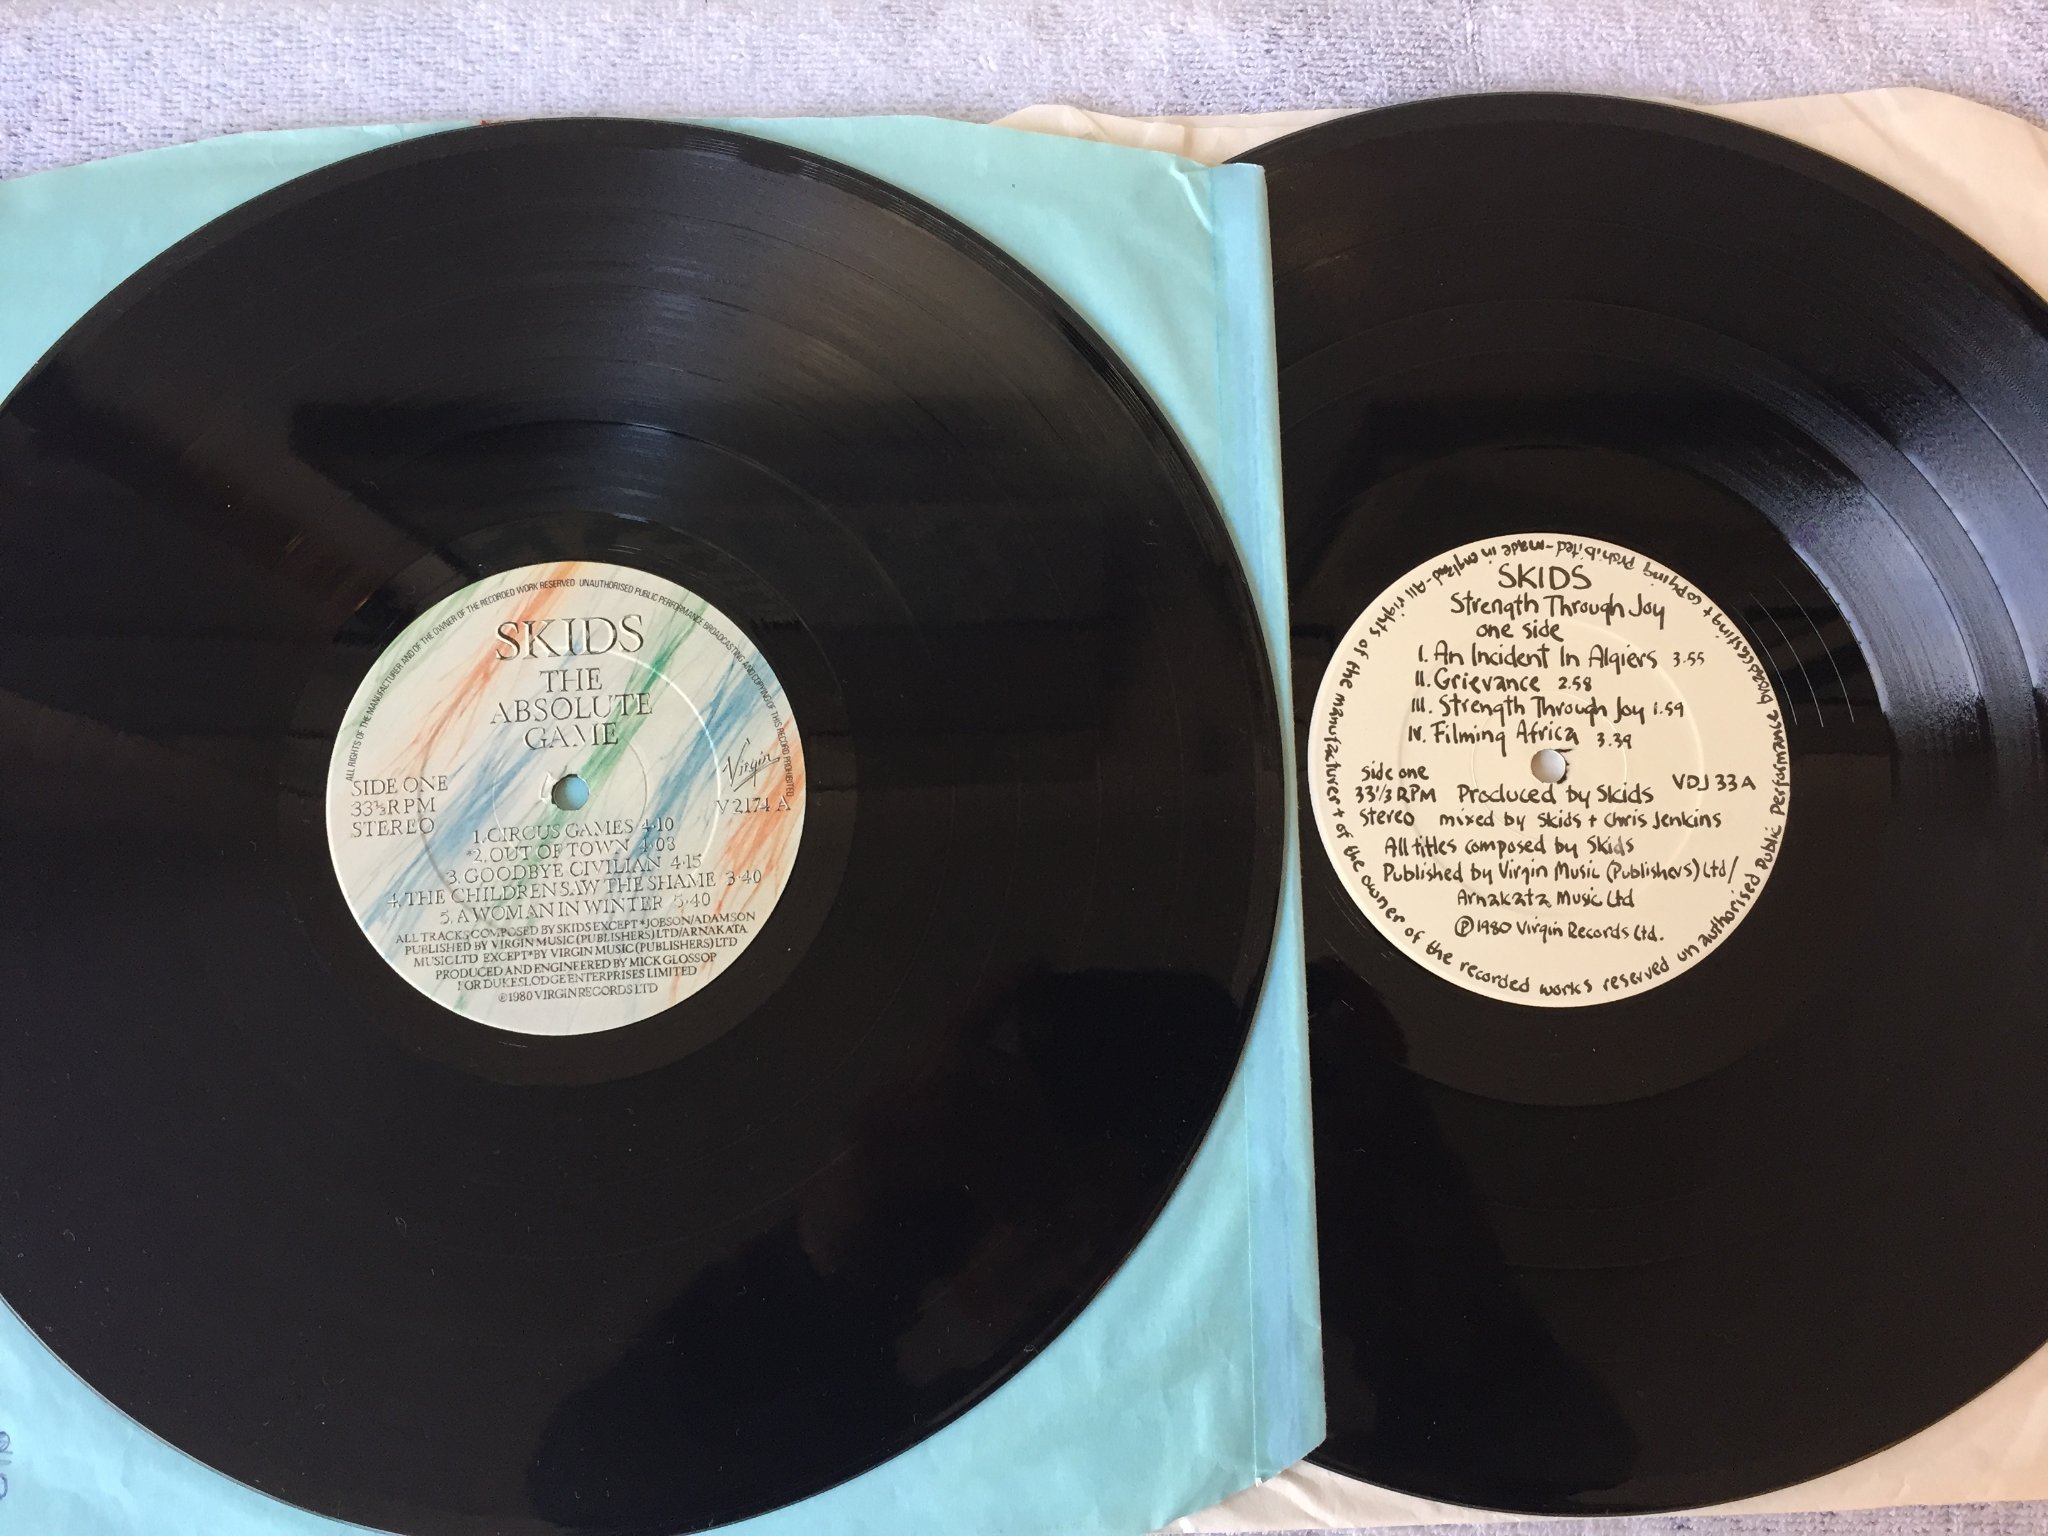 ALL RIGHTS OF THE MANUFACTURER AND OF THE OWNER OF THE RECORDED WORK RESERVED UNAUTHORISED PUBLIC PERFORMANCE BROADCASTING AND COPYING OF THIS RECORD PROHIBITED
SKIDS
THE
ABSOLUTE
GAME
Virgin
SIDE ONE
33⅓ RPM
STEREO
V 2174 A
1. CIRCUS GAMES 4·10
*2. OUT OF TOWN 4·03
3. GOODBYE CIVILIAN 4·15
4. THE CHILDREN SAW THE SHAME 3·40
5. A WOMAN IN WINTER 5·40
ALL TRACKS COMPOSED BY SKIDS EXCEPT *JOBSON/ADAMSON
PUBLISHED BY VIRGIN MUSIC (PUBLISHERS) LTD/ARNAKATA
MUSIC LTD EXCEPT *BY VIRGIN MUSIC (PUBLISHERS) LTD
PRODUCED AND ENGINEERED BY MICK GLOSSOP
FOR DUKESLODGE ENTERPRISES LIMITED
℗1980 VIRGIN RECORDS LTD
All rights of the manufacturer + of the owner of the recorded works reserved unauthorised public performance broadcasting + copying prohibited - made in england -
SKIDS
Strength Through Joy
one side
I. An Incident In Algiers 3.55
II. Grievance 2.58
III. Strength Through Joy 1.59
IV. Filming Africa 3.39
side one
33 1/3 RPM
stereo
VDJ 33 A
Produced by Skids
mixed by Skids + Chris Jenkins
All titles composed by Skids
Published by Virgin Music (Publishers) Ltd/
Arnakata Music Ltd
℗1980 Virgin Records Ltd.